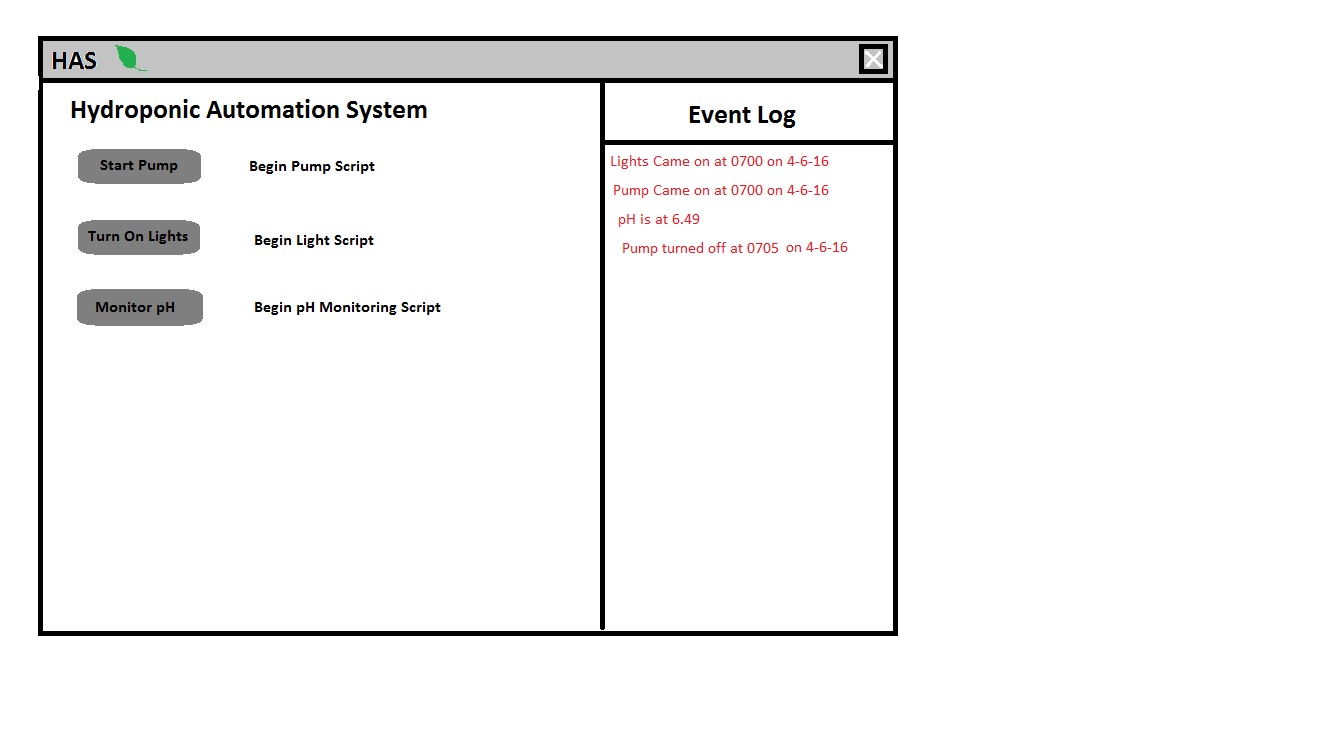 HAS
Hydroponic Automation System
Start Pump
Begin Pump Script
Turn On Lights
Begin Light Script
Monitor pH
Begin pH Monitoring Script
Event Log
Lights Came on at 0700 on 4-6-16
Pump Came on at 0700 on 4-6-16
pH is at 6.49
Pump turned off at 0705 on 4-6-16